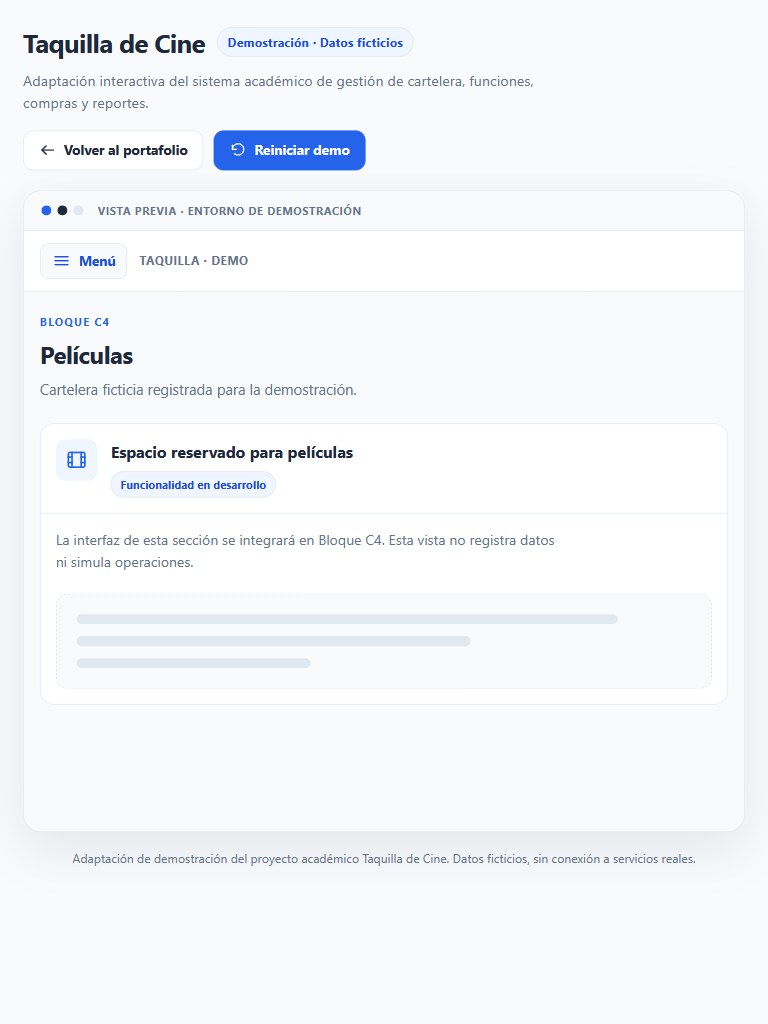 Taquilla de Cine
Demostración · Datos ficticios
Adaptación interactiva del sistema académico de gestión de cartelera, funciones,
compras y reportes.
Volver al portafolio
Reiniciar demo
VISTA PREVIA · ENTORNO DE DEMOSTRACIÓN
Menú
TAQUILLA · DEMO
BLOQUE C4
Películas
Cartelera ficticia registrada para la demostración.
Espacio reservado para películas
Funcionalidad en desarrollo
La interfaz de esta sección se integrará en Bloque C4. Esta vista no registra datos
ni simula operaciones.
Adaptación de demostración del proyecto académico Taquilla de Cine. Datos ficticios, sin conexión a servicios reales.